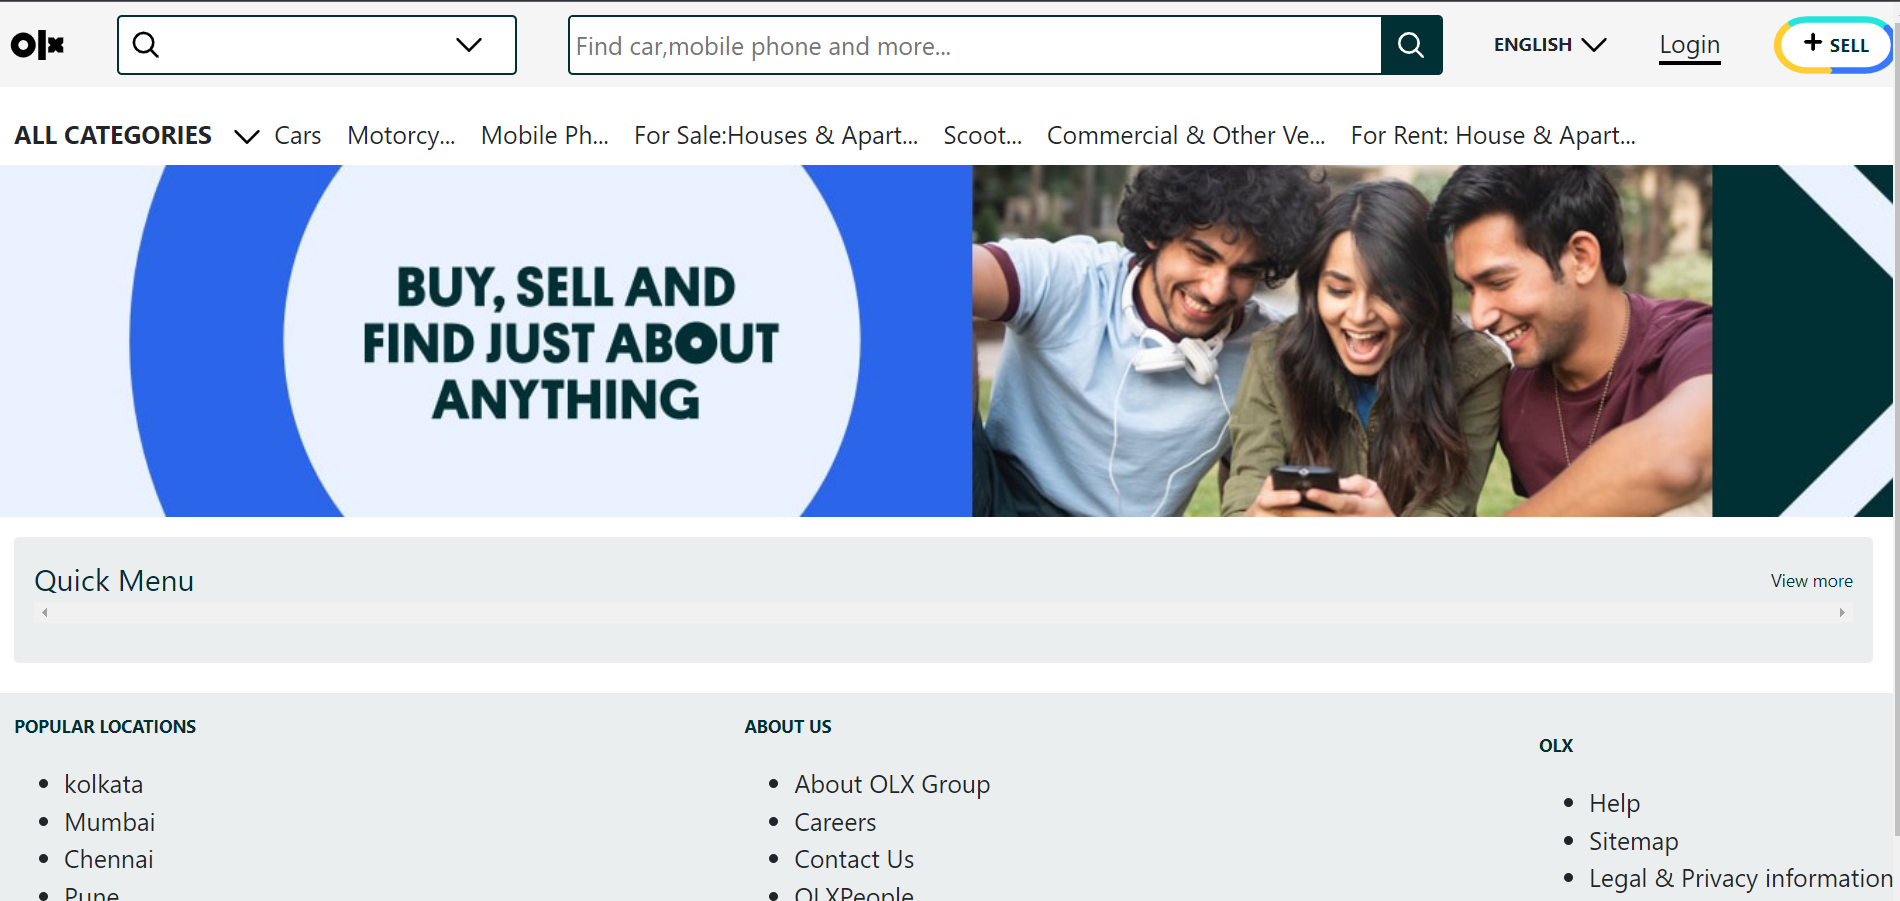 olx
Find car,mobile phone and more...
ENGLISH
Login
+ SELL
ALL CATEGORIES
Cars
Motorcy...
Mobile Ph...
For Sale:Houses & Apart...
Scoot...
Commercial & Other Ve...
For Rent: House & Apart...
BUY, SELL AND
FIND JUST ABOUT
ANYTHING
Quick Menu
View more
POPULAR LOCATIONS
kolkata
Mumbai
Chennai
Pune
ABOUT US
About OLX Group
Careers
Contact Us
OLXPeople
OLX
Help
Sitemap
Legal & Privacy information